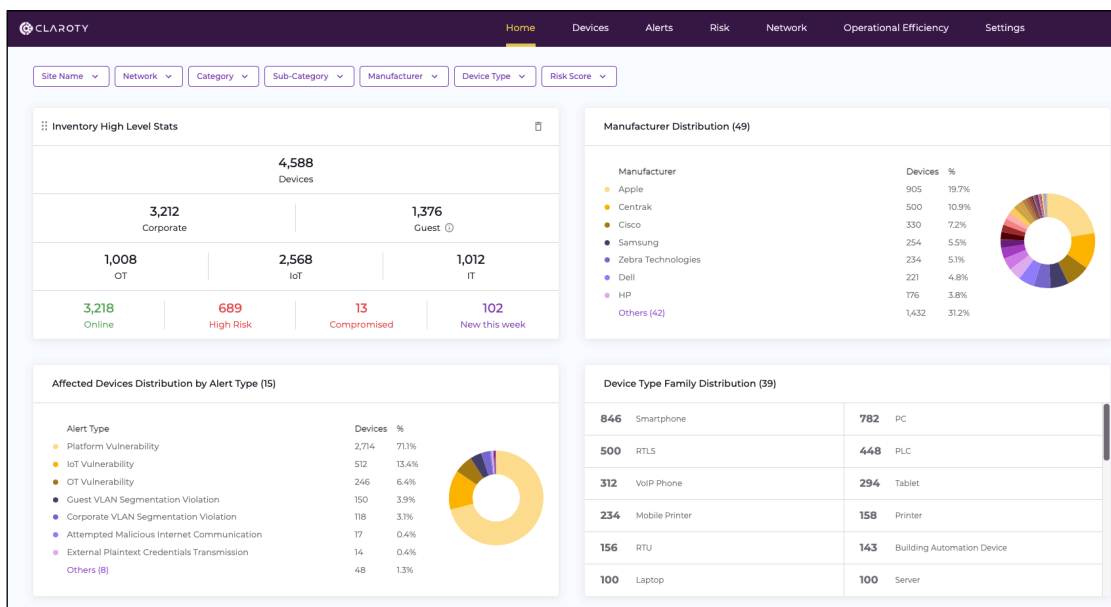 CLAROTY
Home Devices Alerts Risk Network Operational Efficiency Settings
Site Name Network Category Sub-Category Manufacturer Device Type Risk Score
Inventory High Level Stats
4,588
Devices
3,212 1,376
Corporate Guest
1,008 2,568 1,012
OT IoT IT
3,218 689 13 102
Online High Risk Compromised New this week
Manufacturer Distribution (49)
Manufacturer Devices %
Apple 905 19.7%
Centrak 500 10.9%
Cisco 330 7.2%
Samsung 254 5.5%
Zebra Technologies 234 5.1%
Dell 221 4.8%
HP 176 3.8%
Others (42) 1,432 31.2%
Affected Devices Distribution by Alert Type (15)
Alert Type Devices %
Platform Vulnerability 2,714 71.1%
IoT Vulnerability 512 13.4%
OT Vulnerability 246 6.4%
Guest VLAN Segmentation Violation 150 3.9%
Corporate VLAN Segmentation Violation 118 3.1%
Attempted Malicious Internet Communication 17 0.4%
External Plaintext Credentials Transmission 14 0.4%
Others (8) 48 1.3%
Device Type Family Distribution (39)
846 Smartphone 782 PC
500 RTLS 448 PLC
312 VoIP Phone 294 Tablet
234 Mobile Printer 158 Printer
156 RTU 143 Building Automation Device
100 Laptop 100 Server